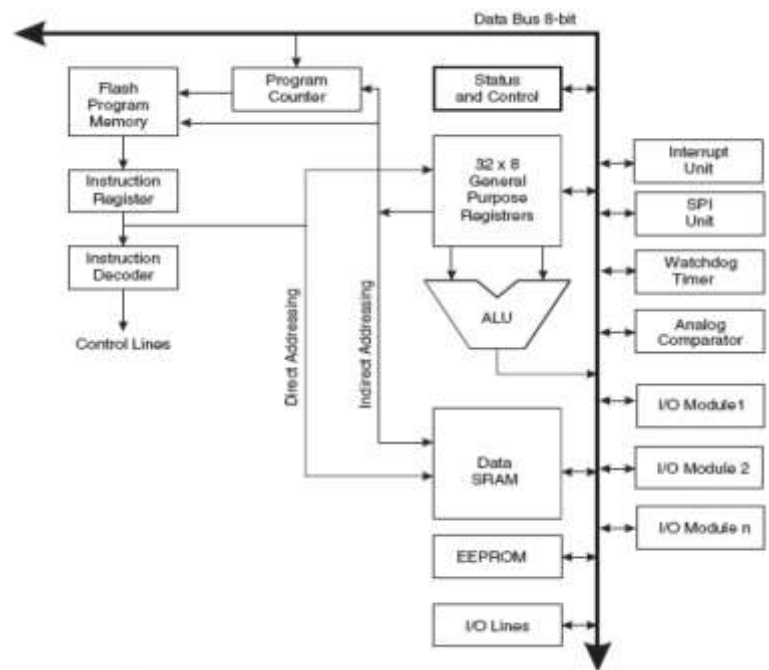 Data Bus 8-bit
Flash
Program
Memory
Program
Counter
Status
and Control
Instruction
Register
32 x 8
General
Purpose
Registrers
Interrupt
Unit
SPI
Unit
Instruction
Decoder
Watchdog
Timer
ALU
Analog
Comparator
Control Lines
Direct Addressing
Indirect Addressing
I/O Module1
Data
SRAM
I/O Module 2
I/O Module n
EEPROM
I/O Lines